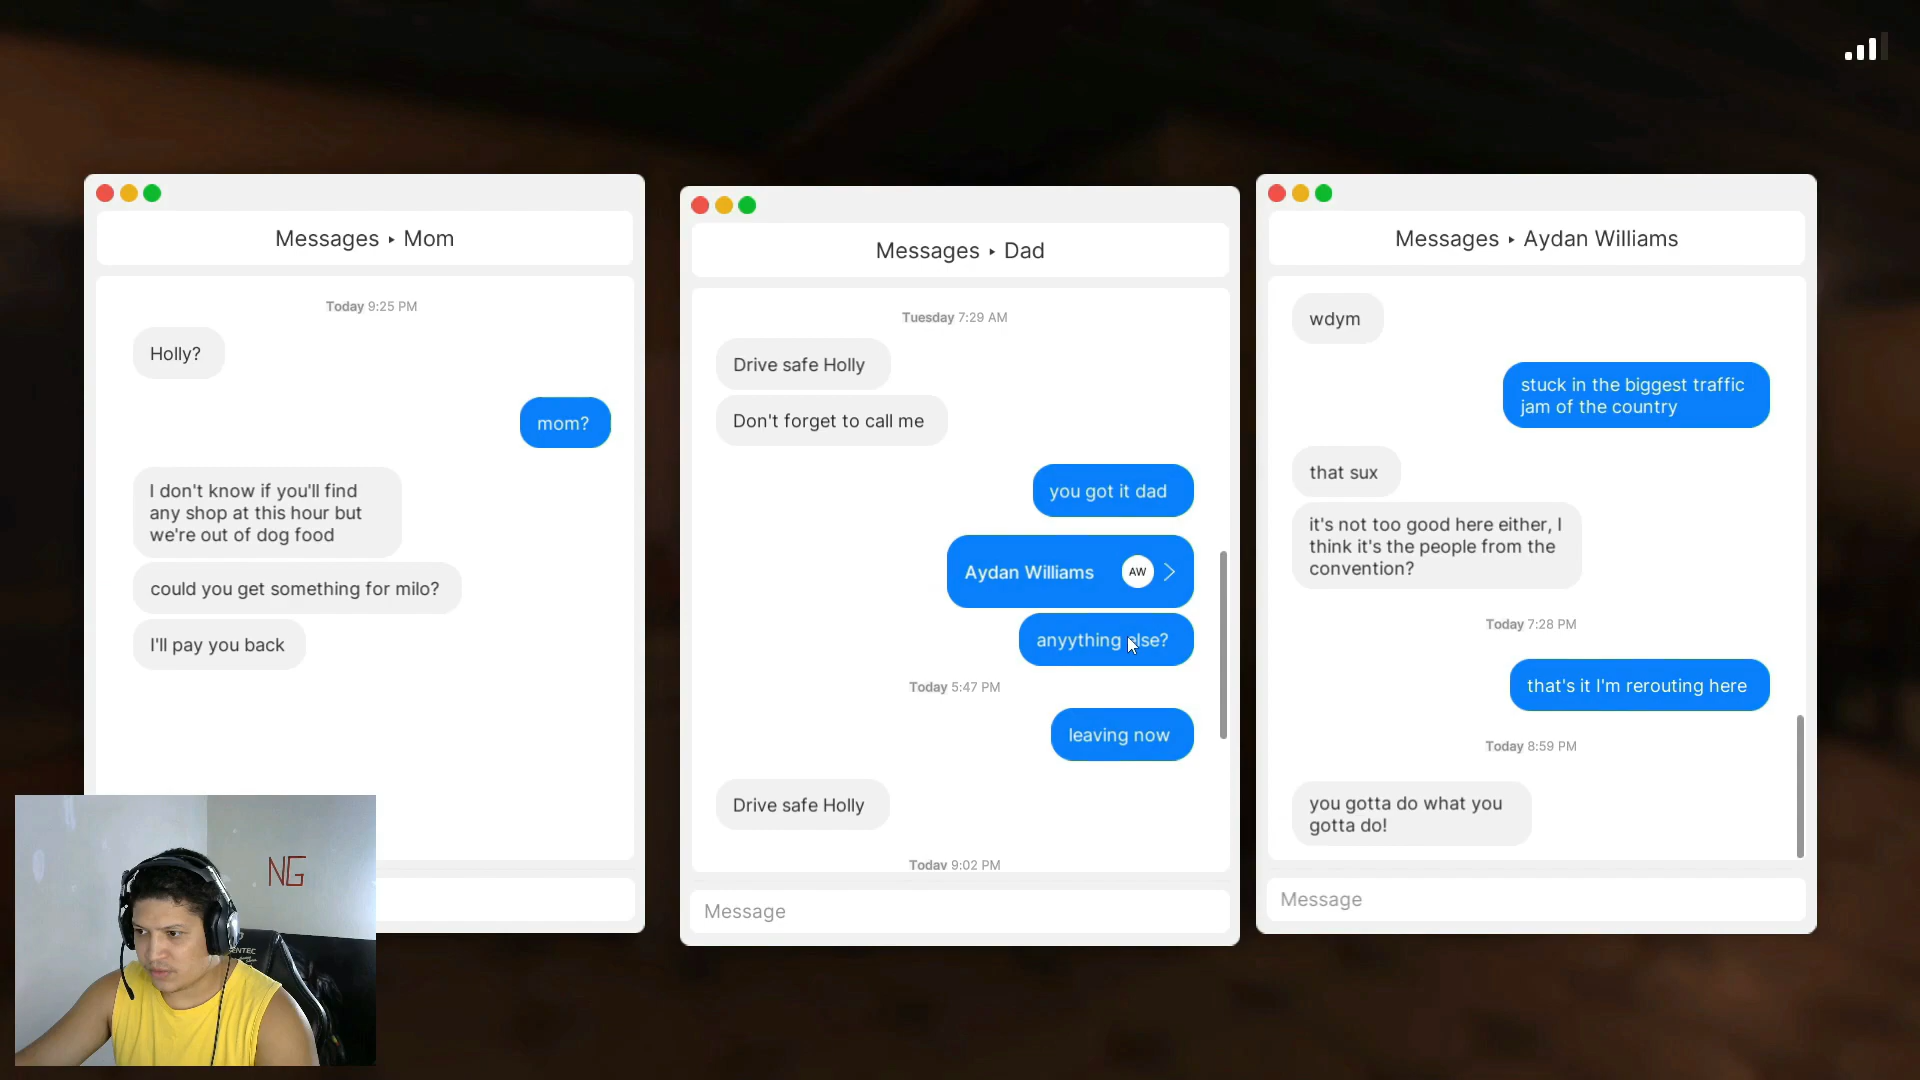 Messages ▸ Mom
Today 9:25 PM
Holly?
mom?
I don't know if you'll find
any shop at this hour but
we're out of dog food
could you get something for milo?
I'll pay you back
Messages ▸ Dad
Tuesday 7:29 AM
Drive safe Holly
Don't forget to call me
you got it dad
Aydan Williams AW
anyything else?
Today 5:47 PM
leaving now
Drive safe Holly
Today 9:02 PM
Message
Messages ▸ Aydan Williams
wdym
stuck in the biggest traffic
jam of the country
that sux
it's not too good here either, I
think it's the people from the
convention?
Today 7:28 PM
that's it I'm rerouting here
Today 8:59 PM
you gotta do what you
gotta do!
Message
NG